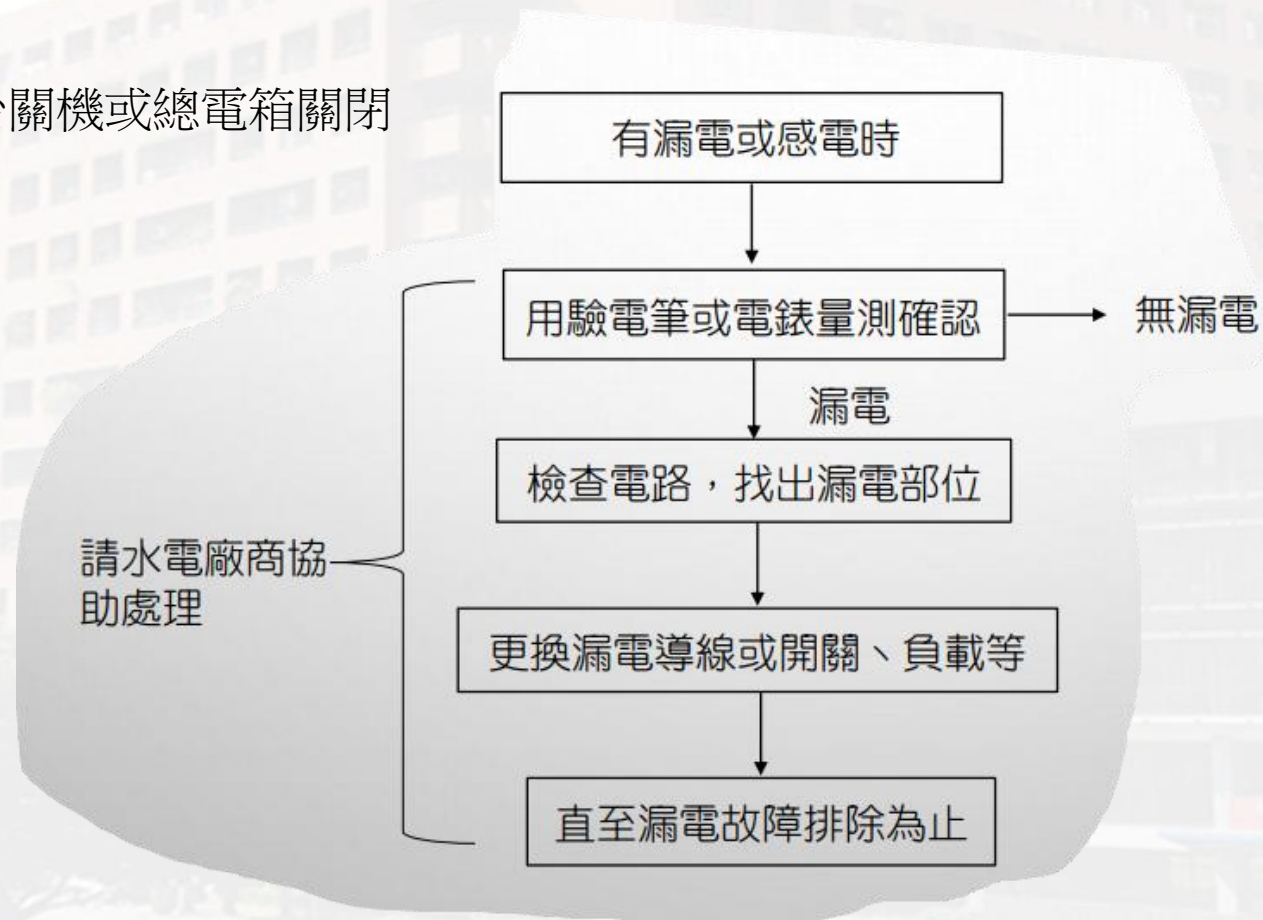 關機或總電箱關閉
有漏電或感電時
用驗電筆或電錶量測確認
無漏電
漏電
檢查電路，找出漏電部位
請水電廠商協
助處理
更換漏電導線或開關、負載等
直至漏電故障排除為止